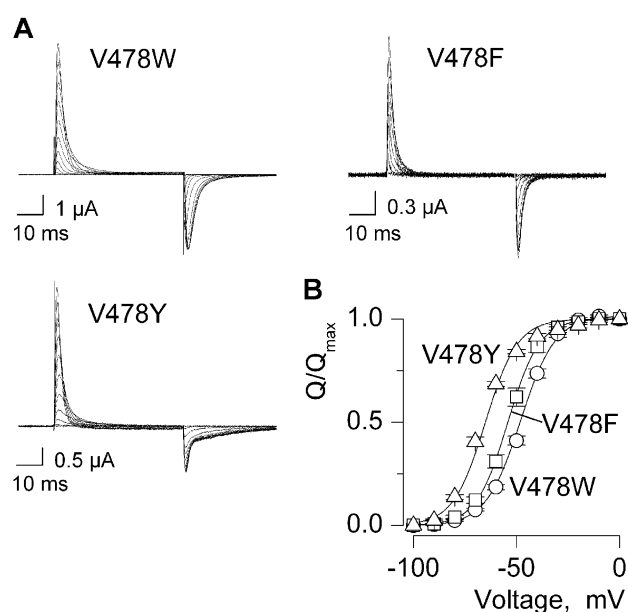 A
V478W
1 µA
10 ms
V478F
0.3 µA
10 ms
V478Y
0.5 µA
10 ms
B
Q/Qmax
1.0
0.5
0.0
V478Y
V478F
V478W
-100
-50
0
Voltage, mV